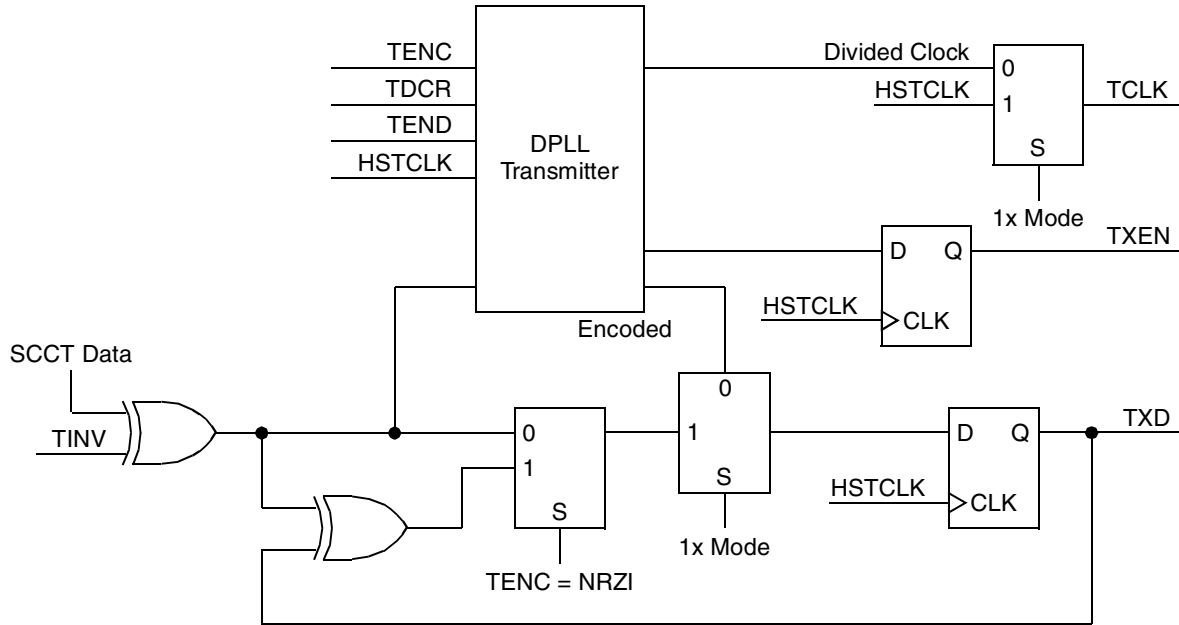 TENC
TDCR
TEND
HSTCLK
DPLL
Transmitter
Divided Clock
HSTCLK
0
1
S
TCLK
1x Mode
D Q
TXEN
HSTCLK
CLK
Encoded
SCCT Data
TINV
0
1
S
TENC = NRZI
0
1
S
1x Mode
D Q
TXD
HSTCLK
CLK